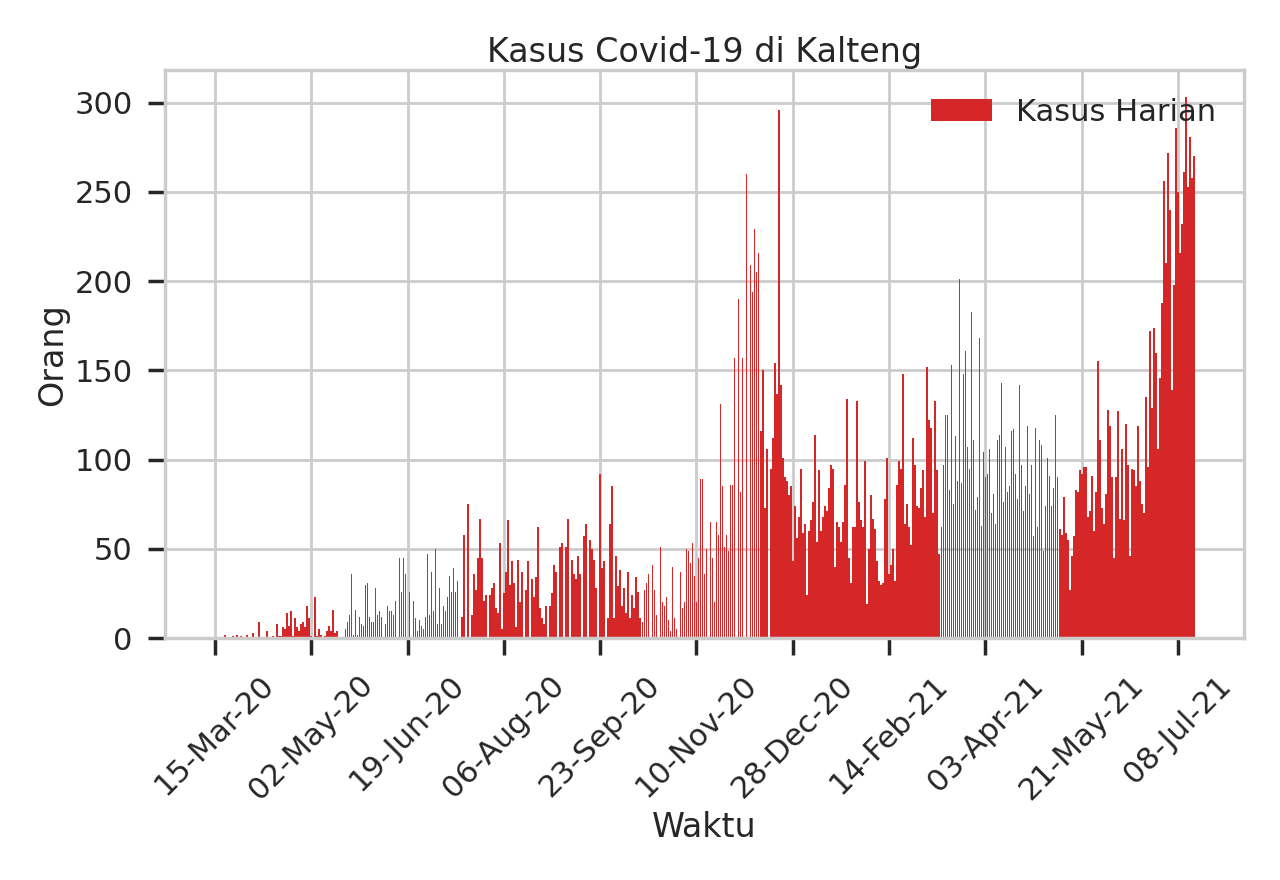 Kasus Covid-19 di Kalteng
Kasus Harian
Orang
300
250
200
150
100
50
0
15-Mar-20
02-May-20
19-Jun-20
06-Aug-20
23-Sep-20
10-Nov-20
28-Dec-20
14-Feb-21
03-Apr-21
21-May-21
08-Jul-21
Waktu